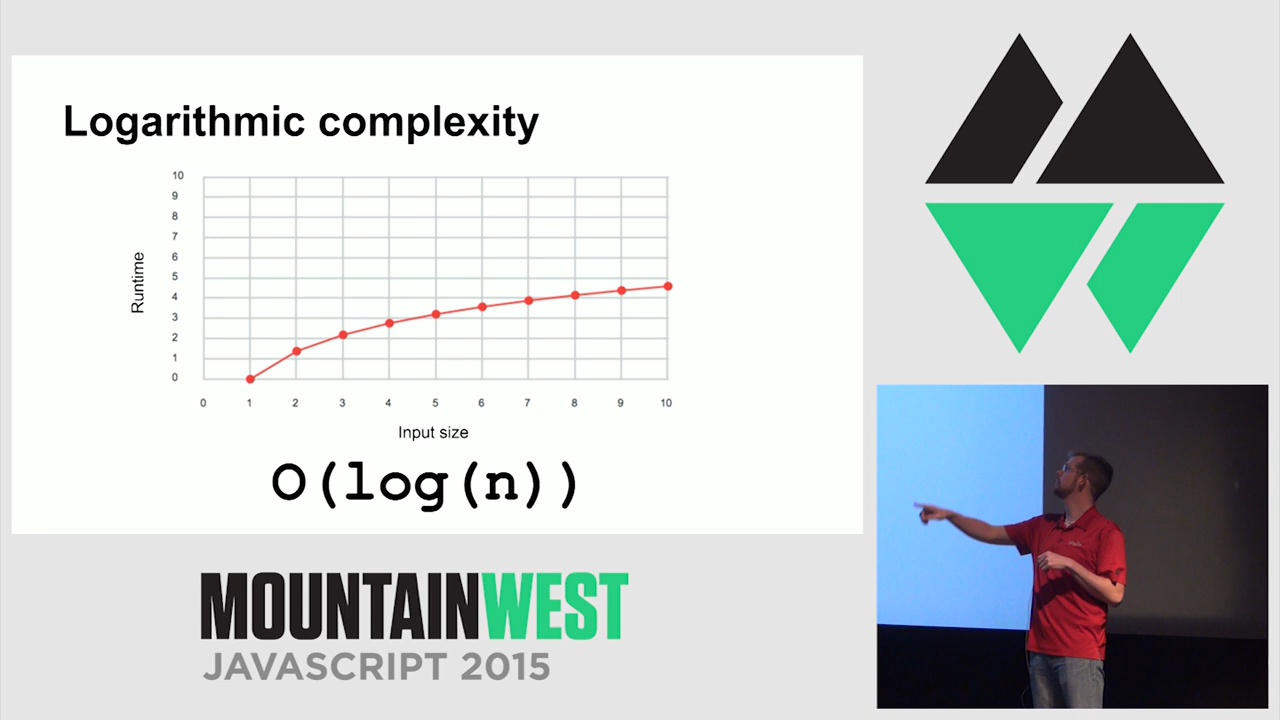 Logarithmic complexity
10
9
8
7
6
5
4
3
2
1
0
Runtime
0 1 2 3 4 5 6 7 8 9 10
Input size
O(log(n))
MOUNTAINWEST
JAVASCRIPT 2015